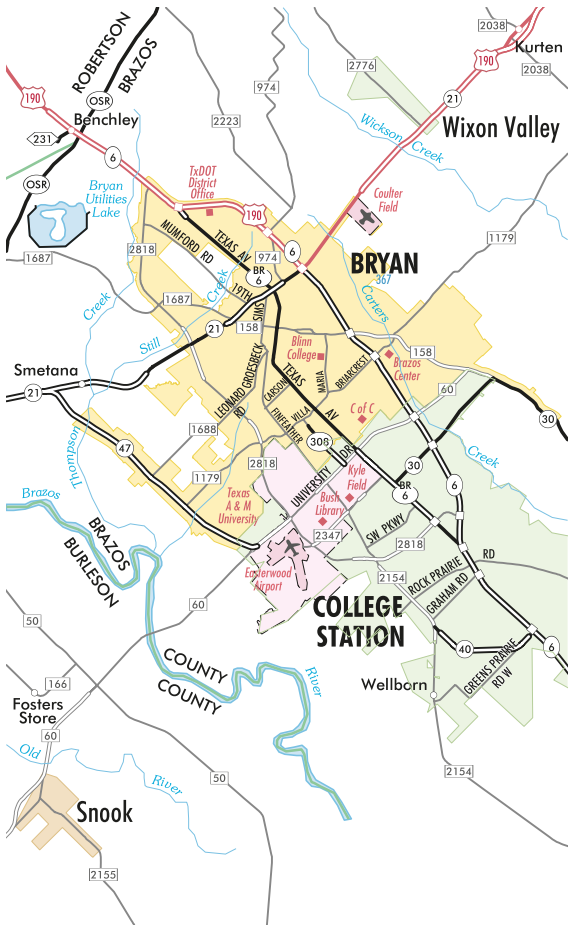 2038
Kurten
190
2038
ROBERTSON
BRAZOS
190
OSR
Benchley
231
974
2776
2223
21
Wixon Valley
Wickson Creek
6
OSR
Bryan
Utilities
Lake
TxDOT
District
Office
190
Coulter
Field
1179
2818
1687
MUMFORD RD
TEXAS AV
974
6
BR
6
BRYAN
367
19TH
Creek
Creek
1687
21
158
SIMS
Carters
Still
Smetana
21
LEONARD GROESBECK
RD
Blinn
College
MARIA
BRIARCREST
158
Brazos
Center
60
CARSON
TEXAS
AV
VILLA
FINFEATHER
C of C
30
308
47
1688
Thompson
1179
2818
UNIVERSITY DR
30
Creek
Kyle
Field
BR
6
6
Brazos
BRAZOS
BURLESON
Texas
A & M
University
Bush
Library
2347
SW PKWY
2818
Easterwood
Airport
2154
ROCK PRAIRIE RD
GRAHAM RD
60
COLLEGE
STATION
50
40
6
GREENS PRAIRIE
RD W
COUNTY
COUNTY
River
Wellborn
166
Fosters
Store
60
Old
River
50
2154
Snook
2155